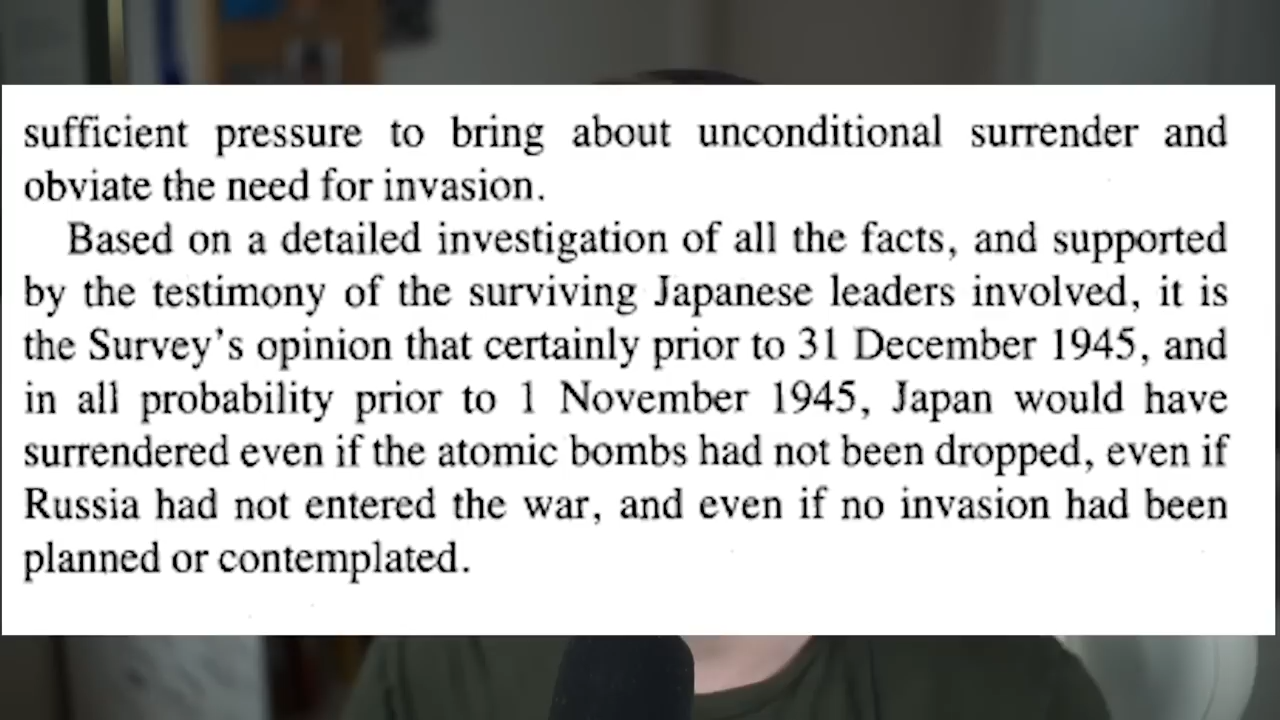 sufficient pressure to bring about unconditional surrender and
obviate the need for invasion.
Based on a detailed investigation of all the facts, and supported
by the testimony of the surviving Japanese leaders involved, it is
the Survey's opinion that certainly prior to 31 December 1945, and
in all probability prior to 1 November 1945, Japan would have
surrendered even if the atomic bombs had not been dropped, even if
Russia had not entered the war, and even if no invasion had been
planned or contemplated.